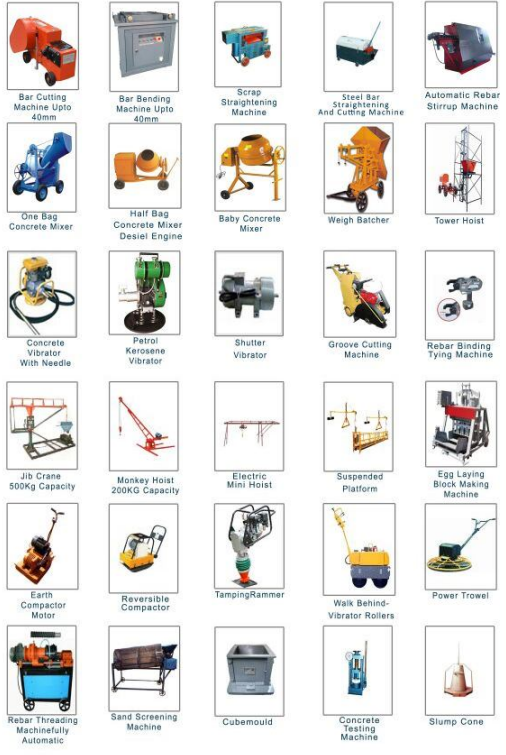 Bar Cutting
Machine Upto
40mm
Bar Bending
Machine Upto
40mm
Scrap
Straightening
Machine
Steel Bar
Straightening
And Cutting Machine
Automatic Rebar
Stirrup Machine
One Bag
Concrete Mixer
Half Bag
Concrete Mixer
Desiel Engine
Baby Concrete
Mixer
Weigh Batcher
Tower Hoist
Concrete
Vibrator
With Needle
Petrol
Kerosene
Vibrator
Shutter
Vibrator
Groove Cutting
Machine
Rebar Binding
Tying Machine
Jib Crane
500Kg Capacity
Monkey Hoist
200KG Capacity
Electric
Mini Hoist
Suspended
Platform
Egg Laying
Block Making
Machine
Earth
Compactor
Motor
Reversible
Compactor
TampingRammer
Walk Behind-
Vibrator Rollers
Power Trowel
Rebar Threading
Machinefully
Automatic
Sand Screening
Machine
Cubemould
Concrete
Testing
Machine
Slump Cone